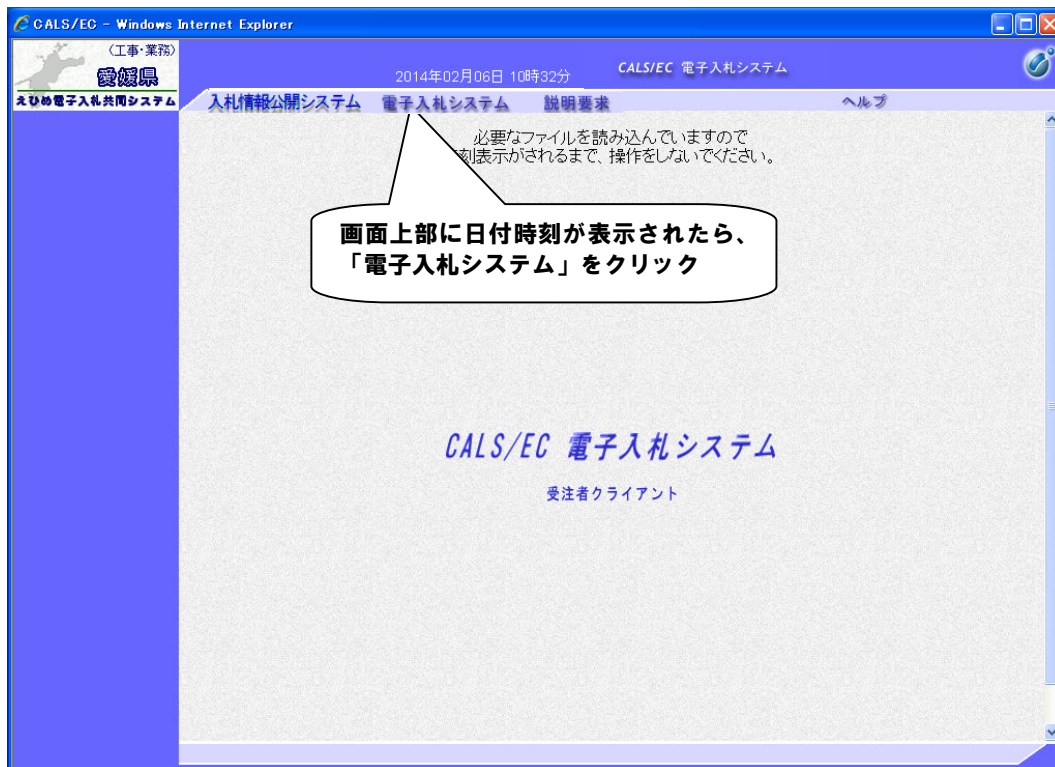 CALS/EC - Windows Internet Explorer
(工事・業務)
愛媛県
えひめ電子入札共同システム
2014年02月06日 10時32分
CALS/EC 電子入札システム
入札情報公開システム 電子入札システム 説明要求 ヘルプ
必要なファイルを読み込んでいますので
刻表示がされるまで、操作をしないでください。
画面上部に日付時刻が表示されたら、
「電子入札システム」をクリック
CALS/EC 電子入札システム
受注者クライアント